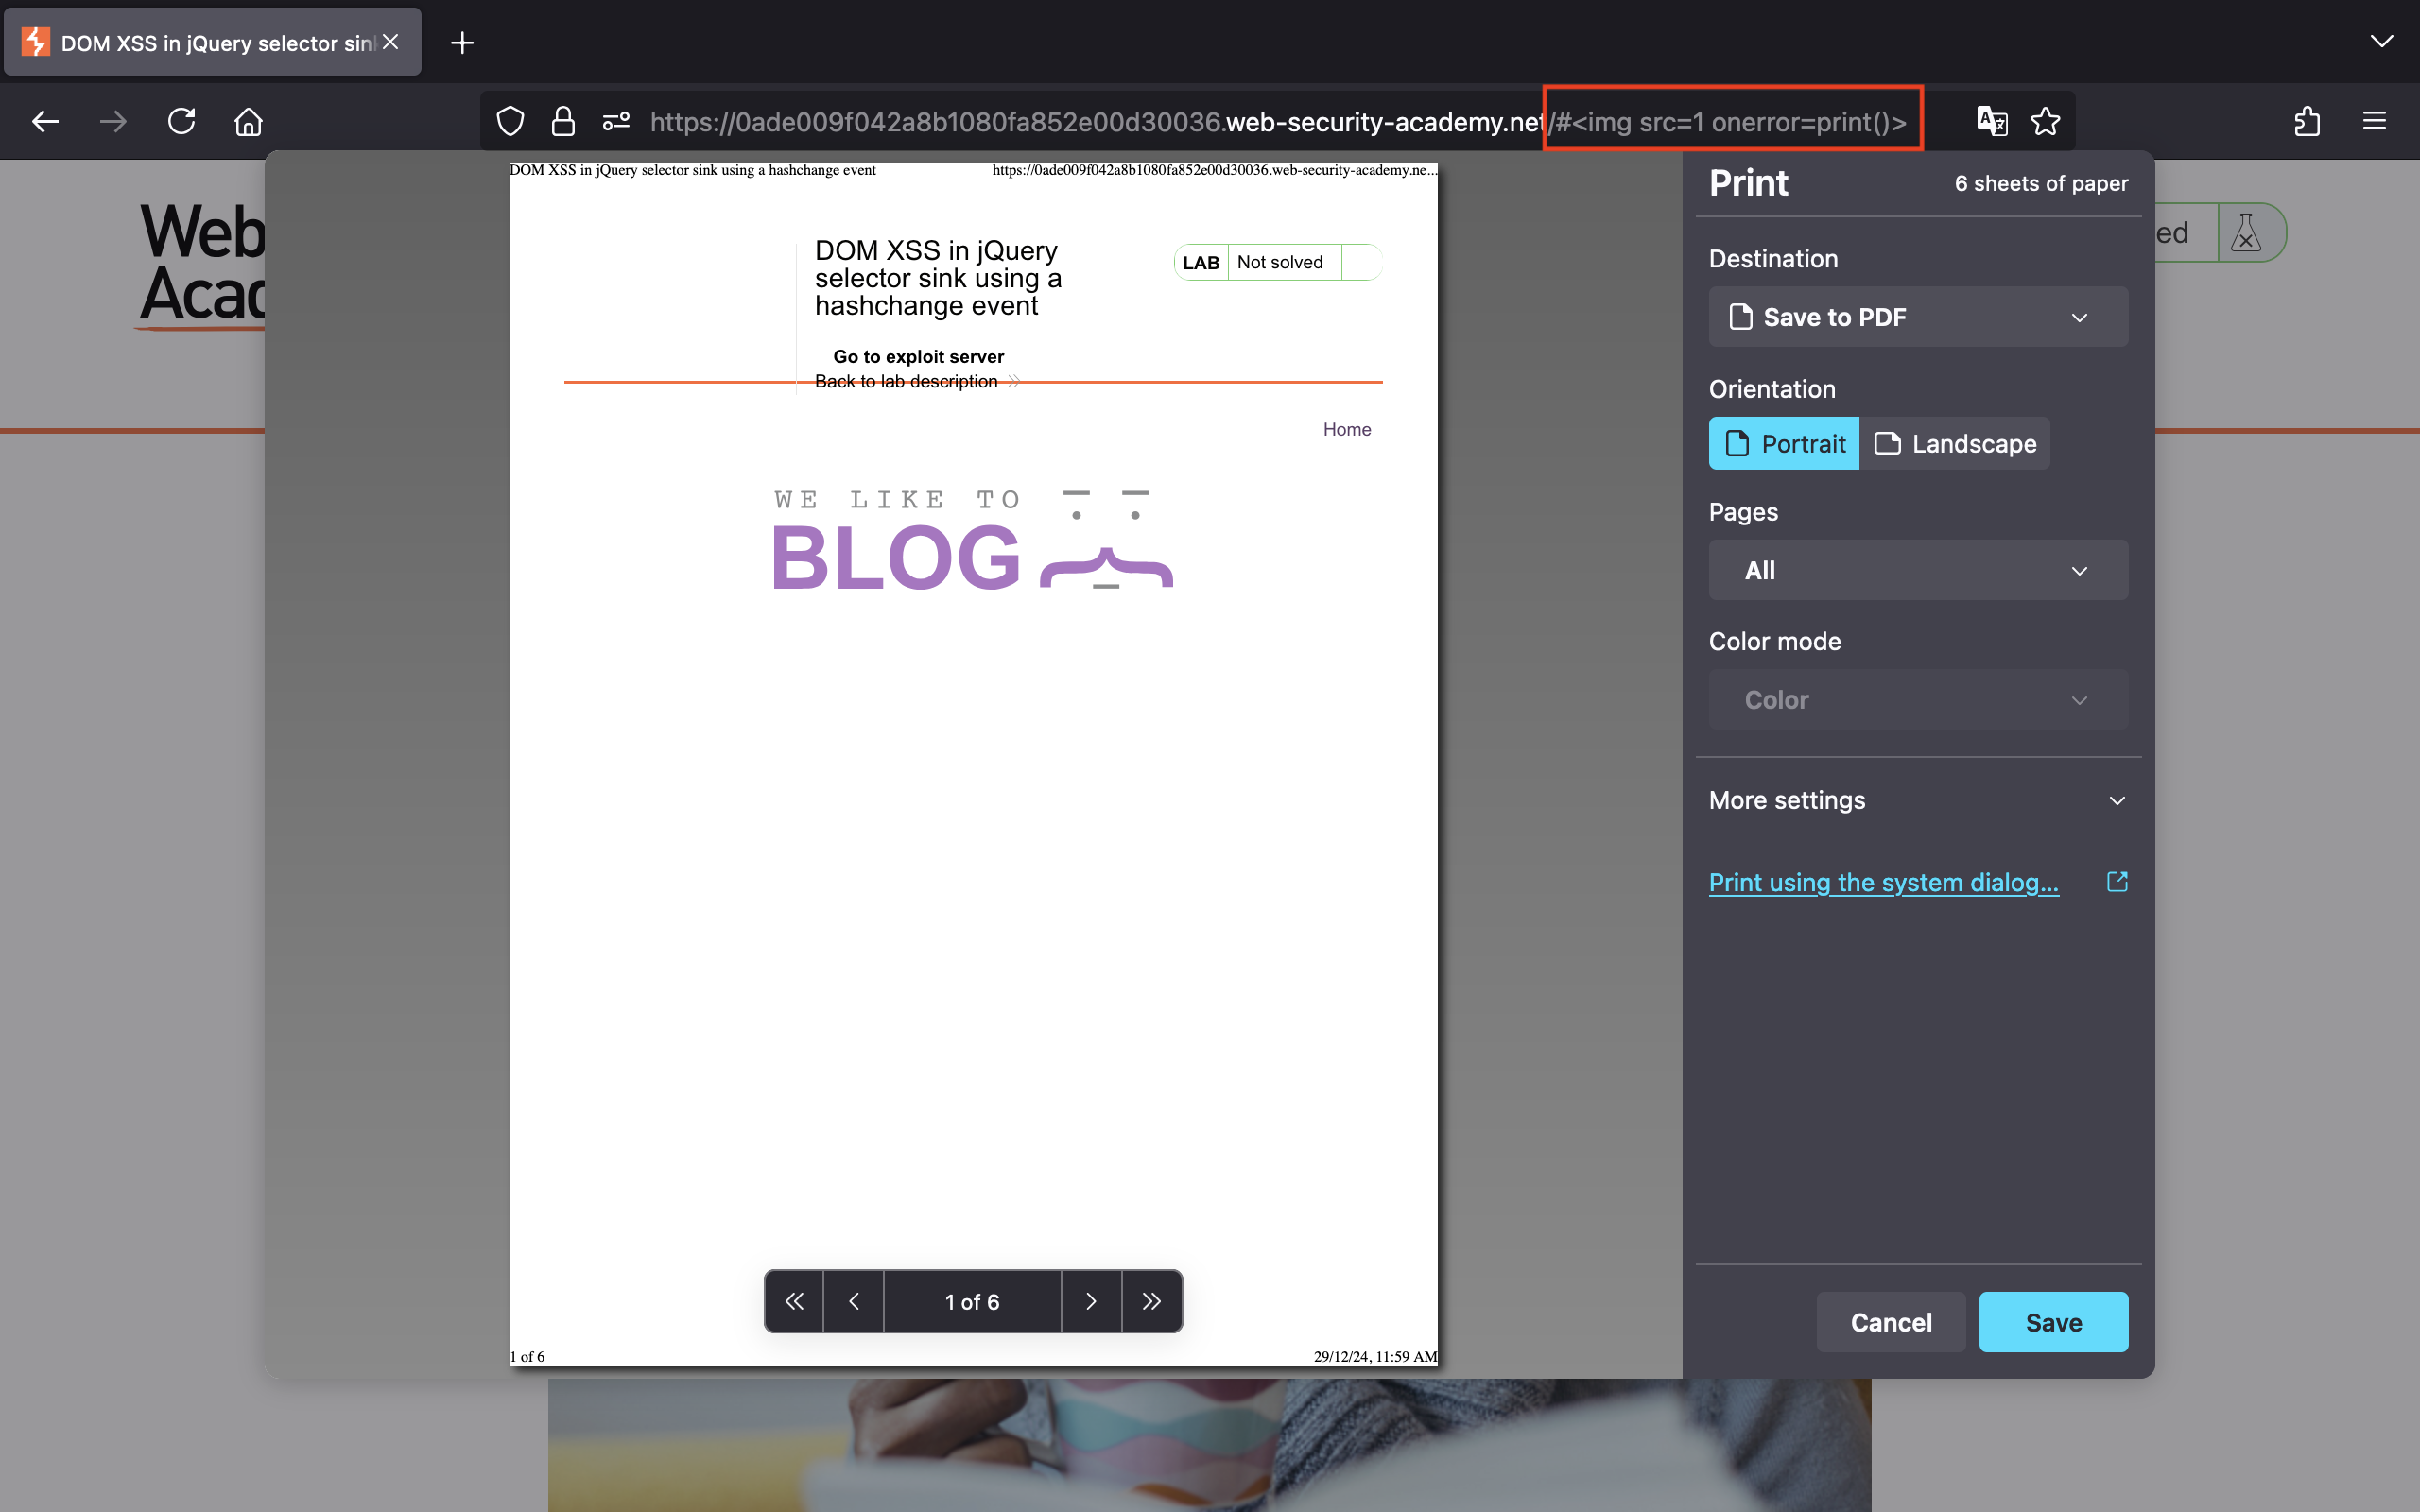 DOM XSS in jQuery selector sin
https://0ade009f042a8b1080fa852e00d30036.web-security-academy.net/#<img src=1 onerror=print()>
Web
Acad
ed
DOM XSS in jQuery selector sink using a hashchange event
https://0ade009f042a8b1080fa852e00d30036.web-security-academy.ne...
DOM XSS in jQuery
selector sink using a
hashchange event
LAB Not solved
Go to exploit server
Back to lab description
Home
WE LIKE TO
BLOG
1 of 6
1 of 6
29/12/24, 11:59 AM
Print
6 sheets of paper
Destination
Save to PDF
Orientation
Portrait Landscape
Pages
All
Color mode
Color
More settings
Print using the system dialog...
Cancel Save